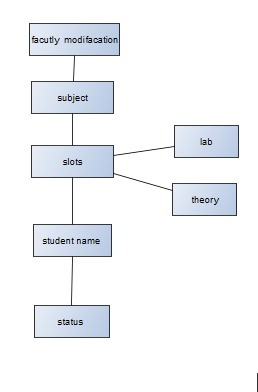 facutly modifacation
subject
slots
lab
theory
student name
status